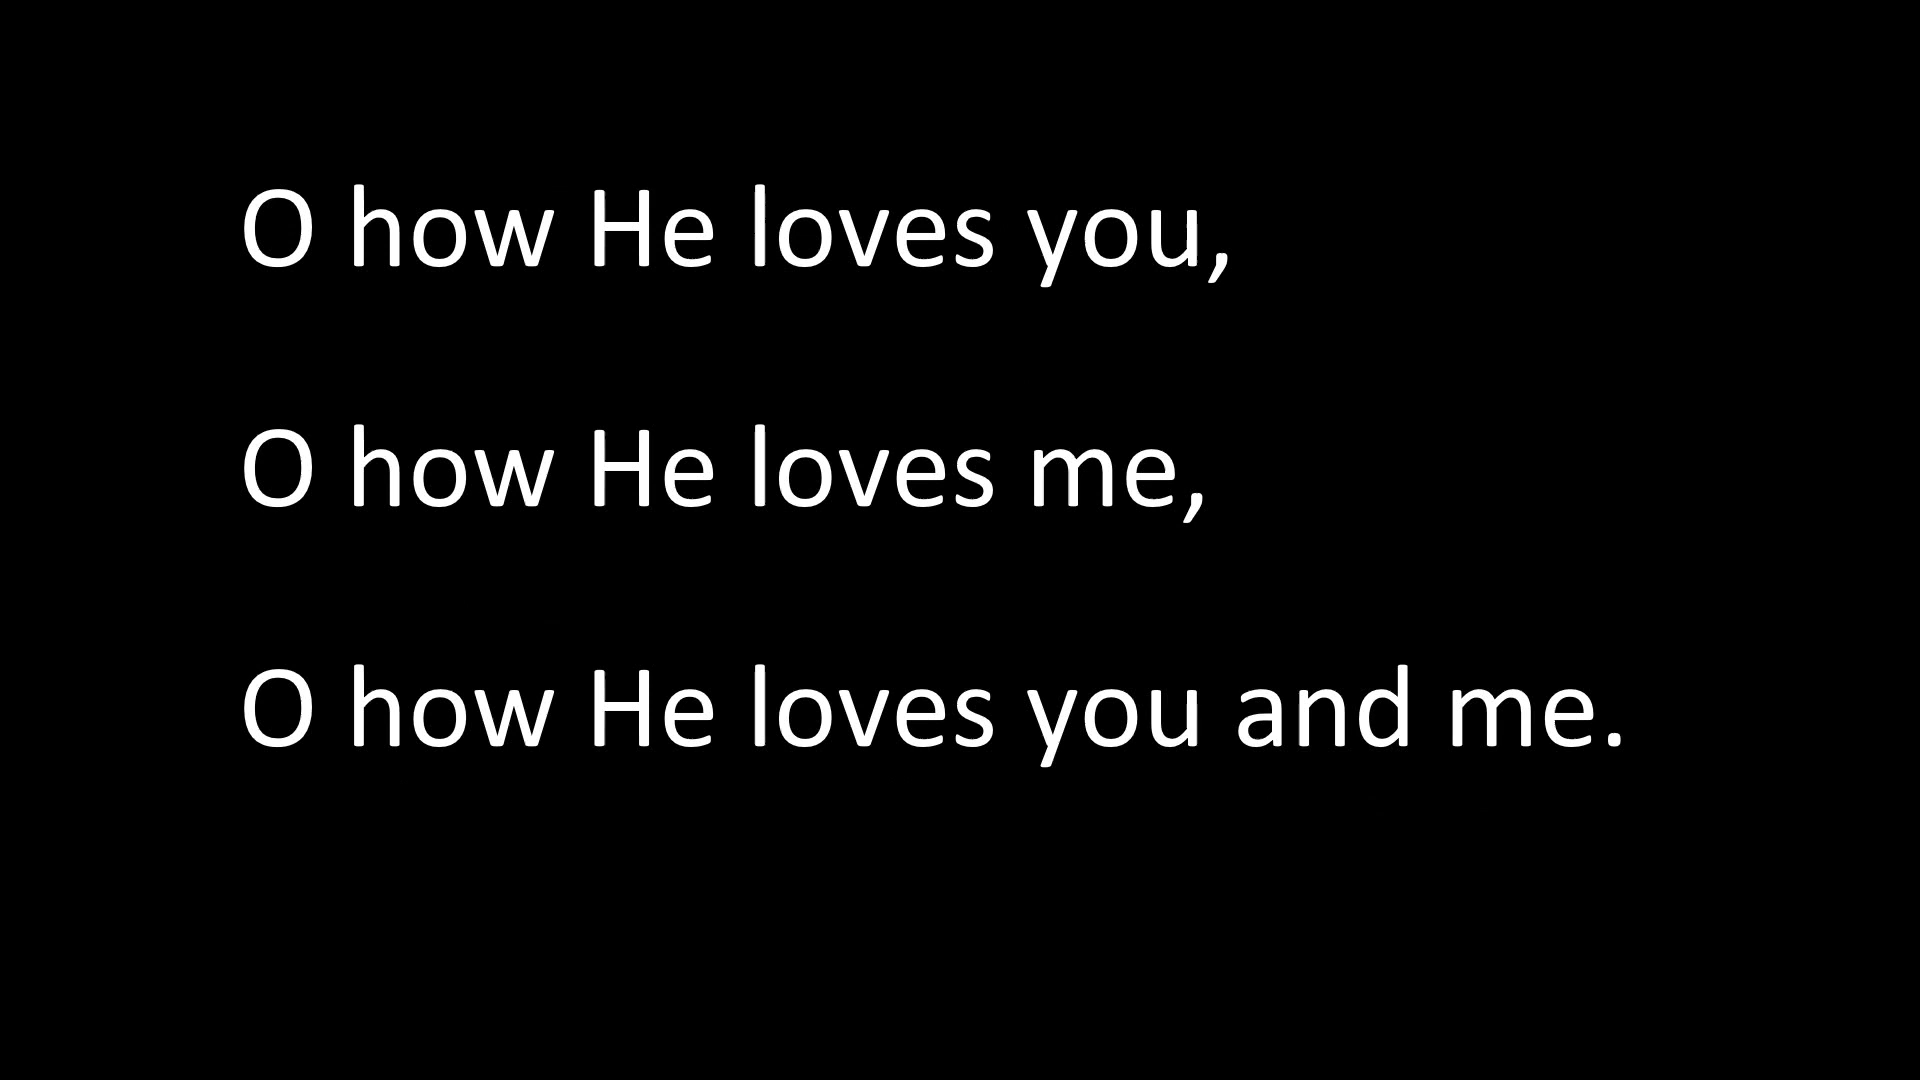 O how He loves you,
O how He loves me,
O how He loves you and me.